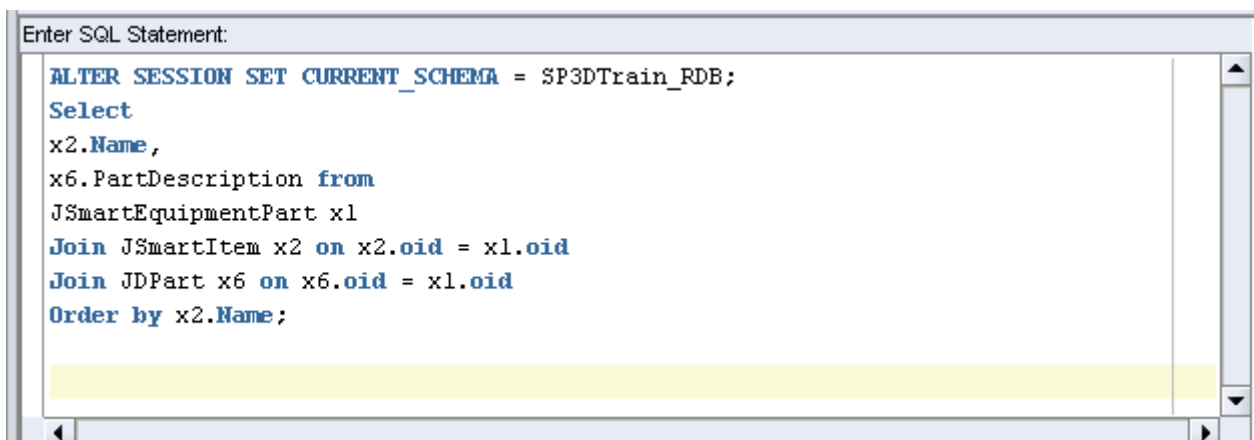 Enter SQL Statement:
ALTER SESSION SET CURRENT_SCHEMA = SP3DTrain_RDB;
Select
x2.Name,
x6.PartDescription from
JSmartEquipmentPart x1
Join JSmartItem x2 on x2.oid = x1.oid
Join JDPart x6 on x6.oid = x1.oid
Order by x2.Name;